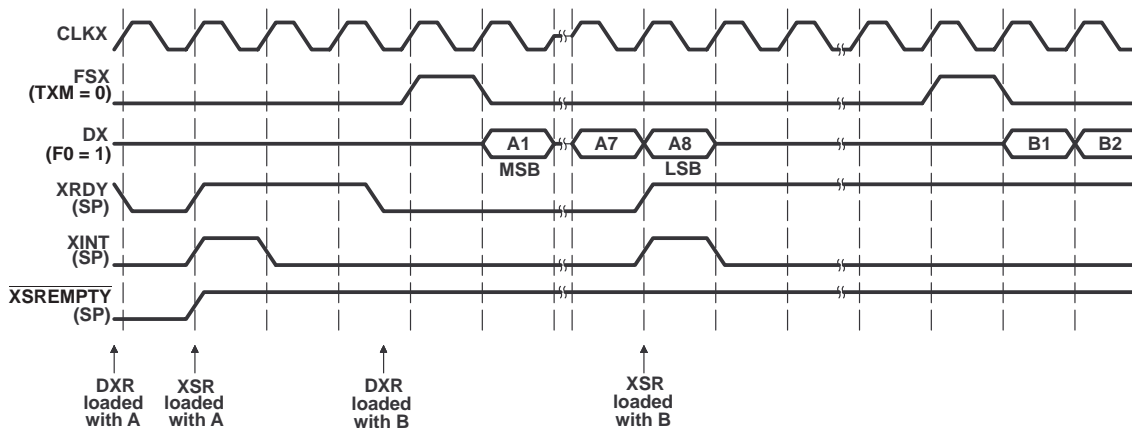 CLKX
FSX
(TXM = 0)
DX
(F0 = 1)
A1
A7
A8
B1
B2
MSB
LSB
XRDY
(SP)
XINT
(SP)
XSREMPTY
(SP)
DXR
loaded
with A
XSR
loaded
with A
DXR
loaded
with B
XSR
loaded
with B